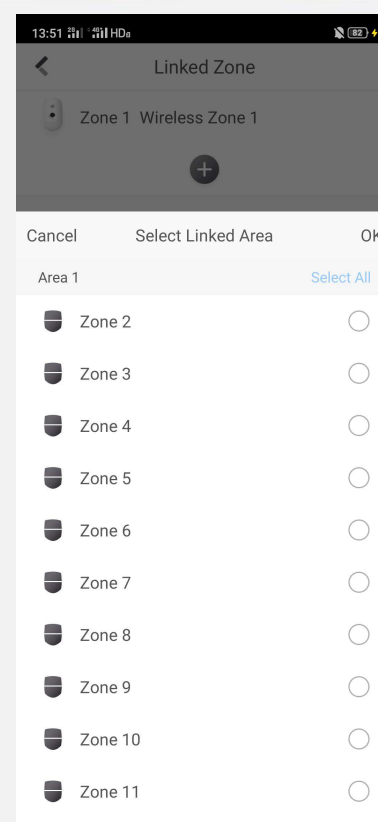 13:51 HD 82
Linked Zone
Zone 1 Wireless Zone 1
Cancel Select Linked Area OK
Area 1 Select All
Zone 2
Zone 3
Zone 4
Zone 5
Zone 6
Zone 7
Zone 8
Zone 9
Zone 10
Zone 11